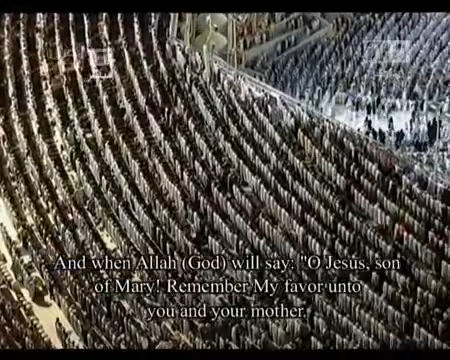 And when Allah (God) will say: "O Jesus, son
of Mary! Remember My favor unto
you and your mother.